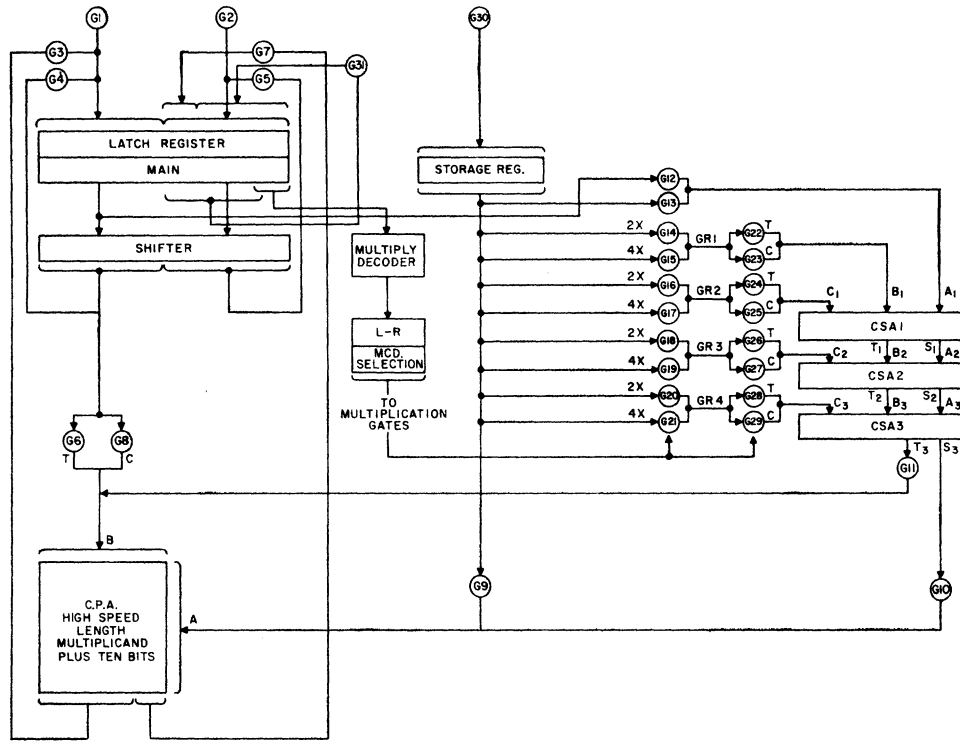 G1
G2
G30
G3
G7
G31
G4
G5
LATCH REGISTER
MAIN
STORAGE REG.
G12
G13
SHIFTER
MULTIPLY
DECODER
2X
G14
GR 1
G22
T
4X
G15
G23
C
2X
G16
GR 2
G24
T
4X
G17
G25
C
C1
B1
A1
CSA1
L-R
MCD.
SELECTION
2X
G18
GR 3
G26
T
4X
G19
G27
C
T1
B2
S1
A2
C2
CSA2
TO
MULTIPLICATION
GATES
2X
G20
GR 4
G28
T
4X
G21
G29
C
T2
B3
S2
A3
C3
CSA3
T3
S3
G6
G8
T
C
G11
B
G9
G10
C.P.A.
HIGH SPEED
LENGTH
MULTIPLICAND
PLUS TEN BITS
A